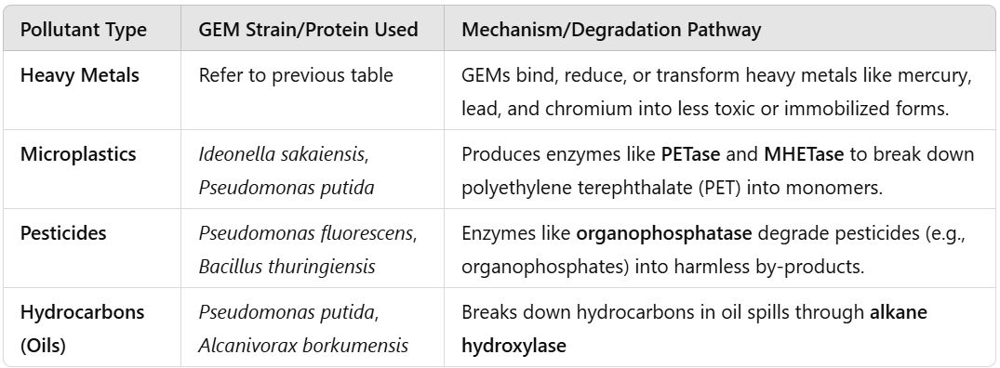 Pollutant Type GEM Strain/Protein Used Mechanism/Degradation Pathway
Heavy Metals Refer to previous table GEMs bind, reduce, or transform heavy metals like mercury,
lead, and chromium into less toxic or immobilized forms.
Microplastics Ideonella sakaiensis, Produces enzymes like PETase and MHETase to break down
Pseudomonas putida polyethylene terephthalate (PET) into monomers.
Pesticides Pseudomonas fluorescens, Enzymes like organophosphatase degrade pesticides (e.g.,
Bacillus thuringiensis organophosphates) into harmless by-products.
Hydrocarbons Pseudomonas putida, Breaks down hydrocarbons in oil spills through alkane
(Oils) Alcanivorax borkumensis hydroxylase